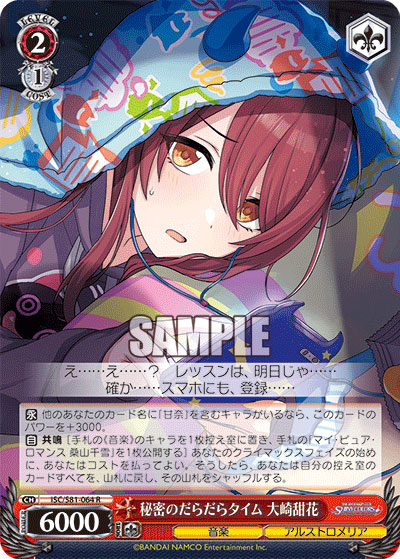 LEVEL
2
1
COST
SAMPLE
え……え……? レッスンは、明日じゃ……
確か……スマホにも、登録……
永 他のあなたのカード名に「甘奈」を含むキャラがいるなら、このカードの
パワーを+3000。
自 共鳴 [手札の《音楽》のキャラを1枚控え室に置き、手札の「マイ・ピュア・
ロマンス 桑山千雪」を1枚公開する] あなたのクライマックスフェイズの始め
に、あなたはコストを払ってよい。そうしたら、あなたは自分の控え室の
カードすべてを、山札に戻し、その山札をシャッフルする。
CH
ISC/S81-064 R
6000
秘密のだらだらタイム 大崎甜花
SHINYCOLORS
音楽
アルストロメリア
©BANDAI NAMCO Entertainment Inc.